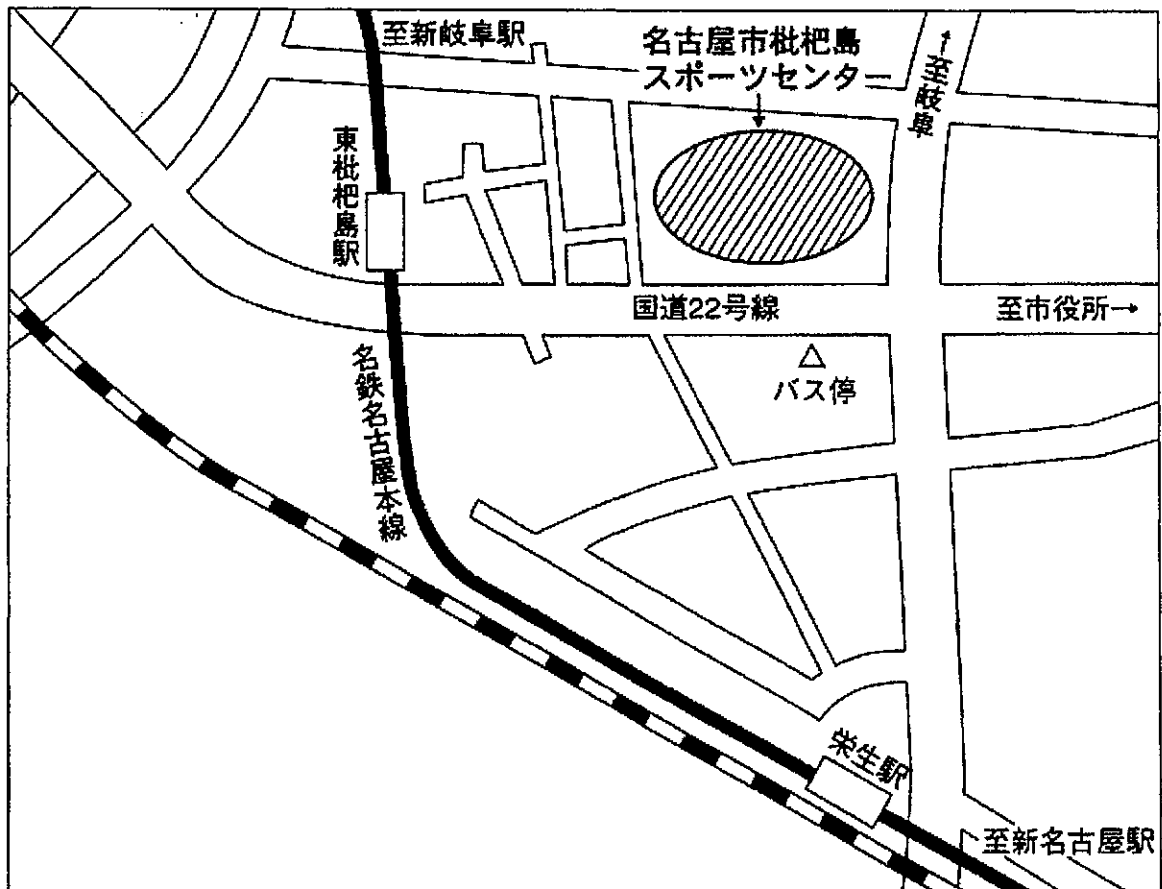 至新岐阜駅
名古屋市枇杷島
スポーツセンター
↑至岐阜
東枇杷島駅
国道22号線
至市役所→
バス停
名鉄名古屋本線
栄生駅
至新名古屋駅